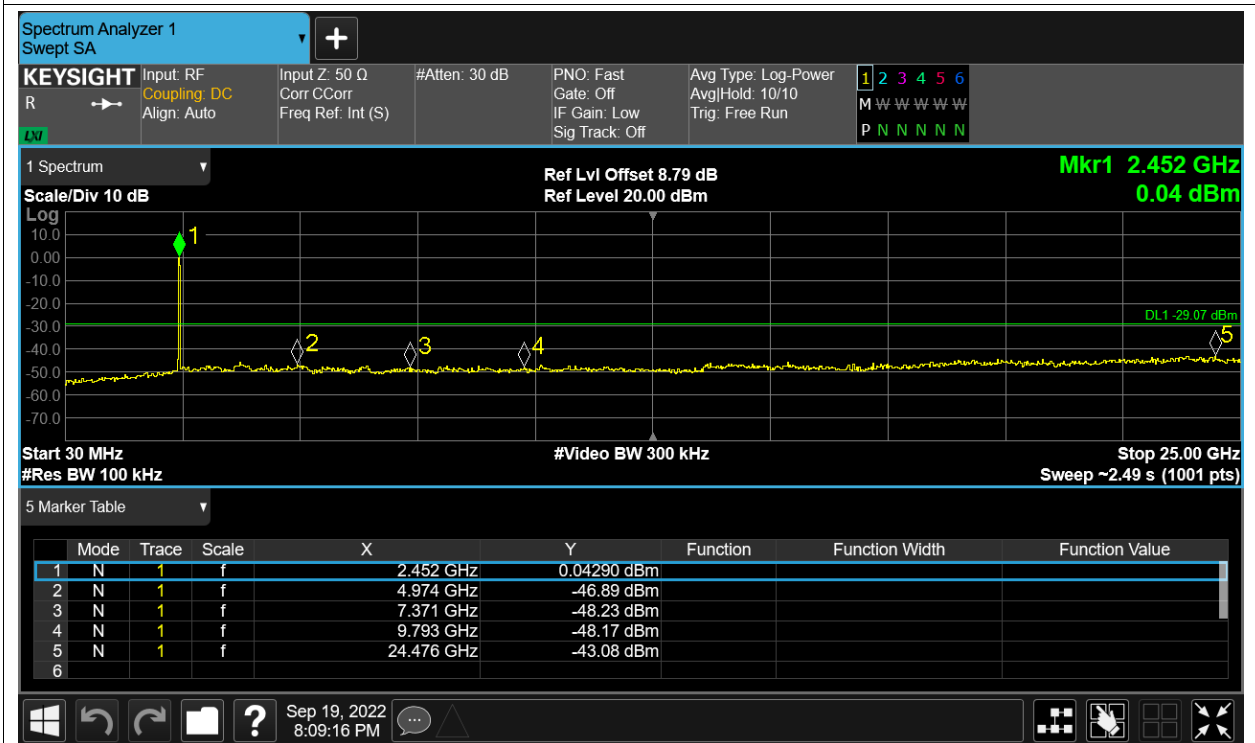 Spectrum Analyzer 1
Swept SA
KEYSIGHT
R
LXI
Input: RF
Coupling: DC
Align: Auto
Input Z: 50 Ω
Corr CCorr
Freq Ref: Int (S)
#Atten: 30 dB
PNO: Fast
Gate: Off
IF Gain: Low
Sig Track: Off
Avg Type: Log-Power
Avg|Hold: 10/10
Trig: Free Run
1 2 3 4 5 6
M W W W W W
P N N N N N
1 Spectrum
Scale/Div 10 dB
Ref Lvl Offset 8.79 dB
Ref Level 20.00 dBm
Mkr1 2.452 GHz
0.04 dBm
Log
10.0
0.00
-10.0
-20.0
-30.0
-40.0
-50.0
-60.0
-70.0
1
2
3
4
5
DL1 -29.07 dBm
Start 30 MHz
#Video BW 300 kHz
Stop 25.00 GHz
#Res BW 100 kHz
Sweep ~2.49 s (1001 pts)
5 Marker Table
Mode Trace Scale X Y Function Function Width Function Value
1 N 1 f 2.452 GHz 0.04290 dBm
2 N 1 f 4.974 GHz -46.89 dBm
3 N 1 f 7.371 GHz -48.23 dBm
4 N 1 f 9.793 GHz -48.17 dBm
5 N 1 f 24.476 GHz -43.08 dBm
6
?
Sep 19, 2022
8:09:16 PM